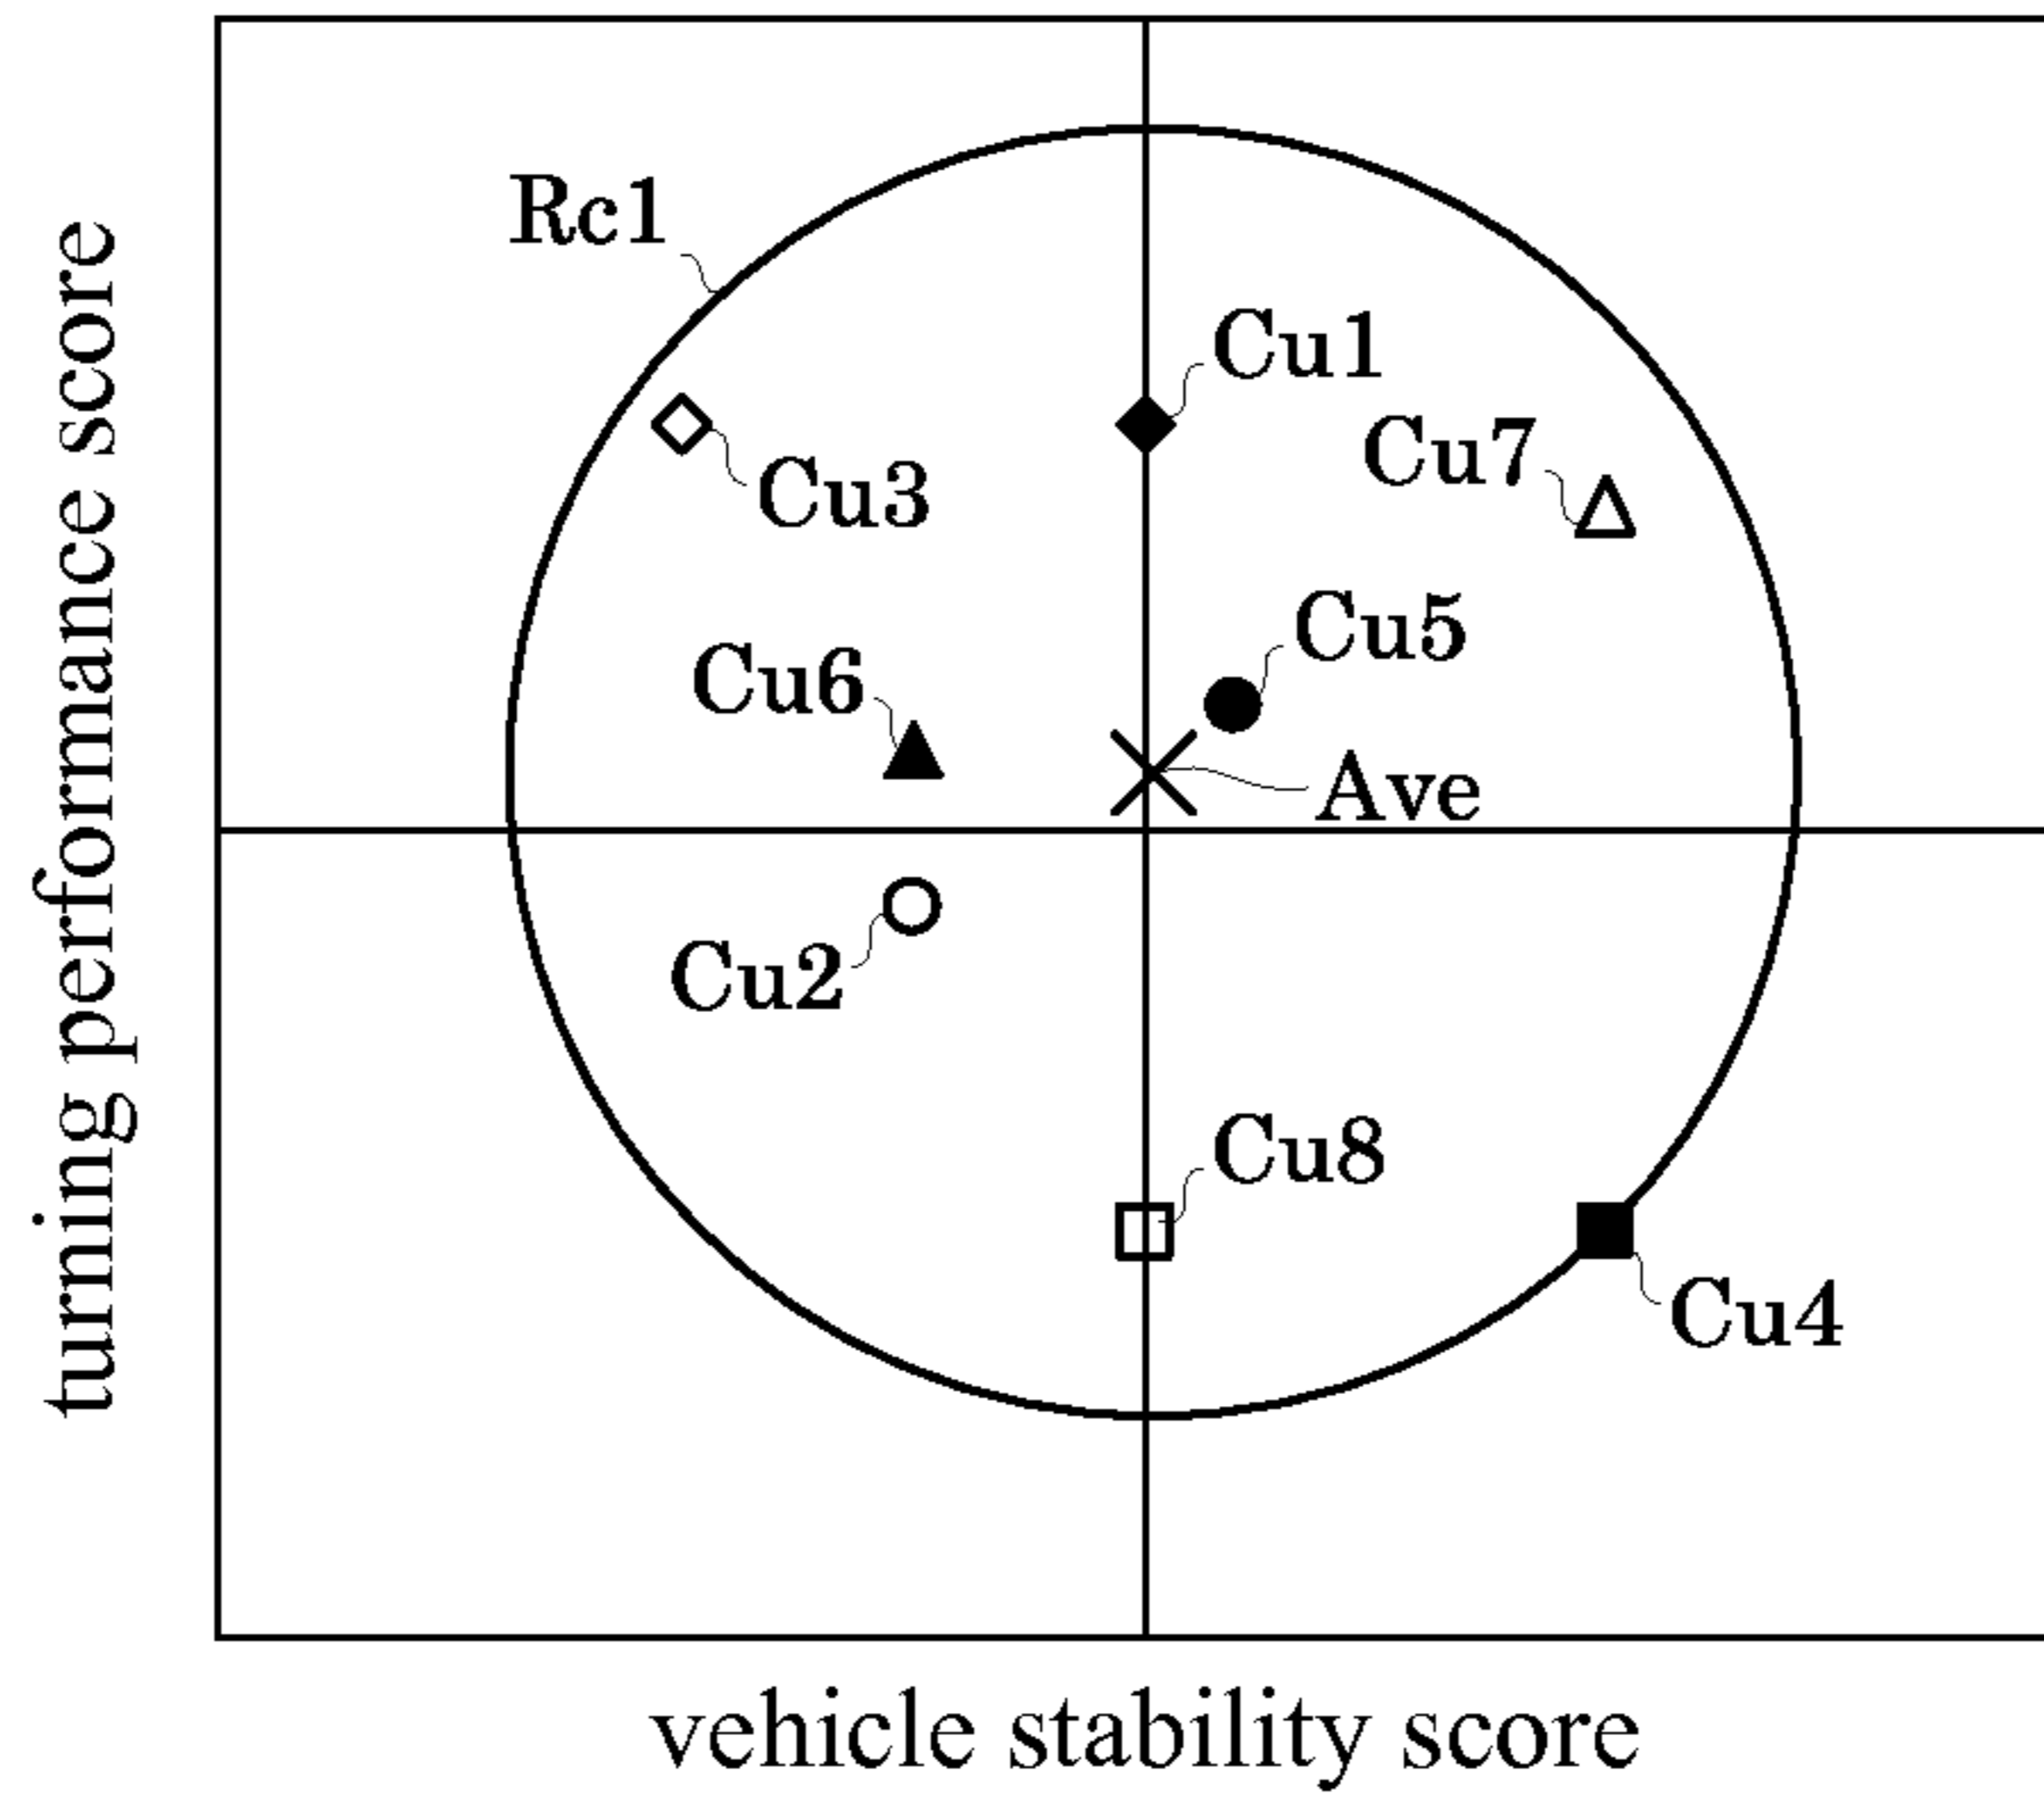 Rc1
Cu1
Cu7
Cu3
Cu5
Cu6
Ave
Cu2
Cu8
Cu4
turning performance score
vehicle stability score